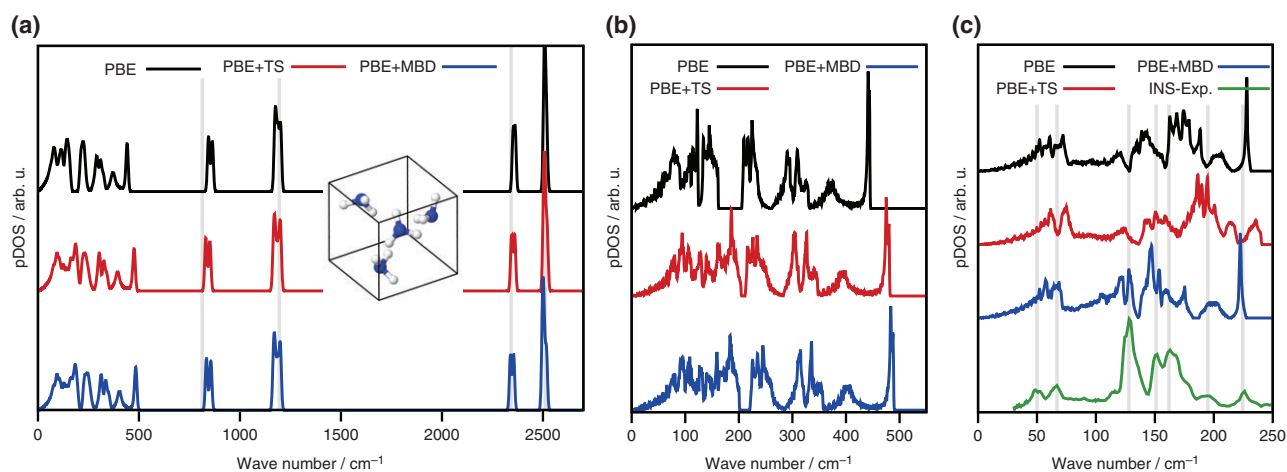 (a)
PBE
PBE+TS
PBE+MBD
pDOS / arb. u.
0
500
1000
1500
2000
2500
Wave number / cm⁻¹
(b)
PBE
PBE+MBD
PBE+TS
pDOS / arb. u.
0
100
200
300
400
500
Wave number / cm⁻¹
(c)
PBE
PBE+MBD
PBE+TS
INS-Exp.
pDOS / arb. u.
0
50
100
150
200
250
Wave number / cm⁻¹